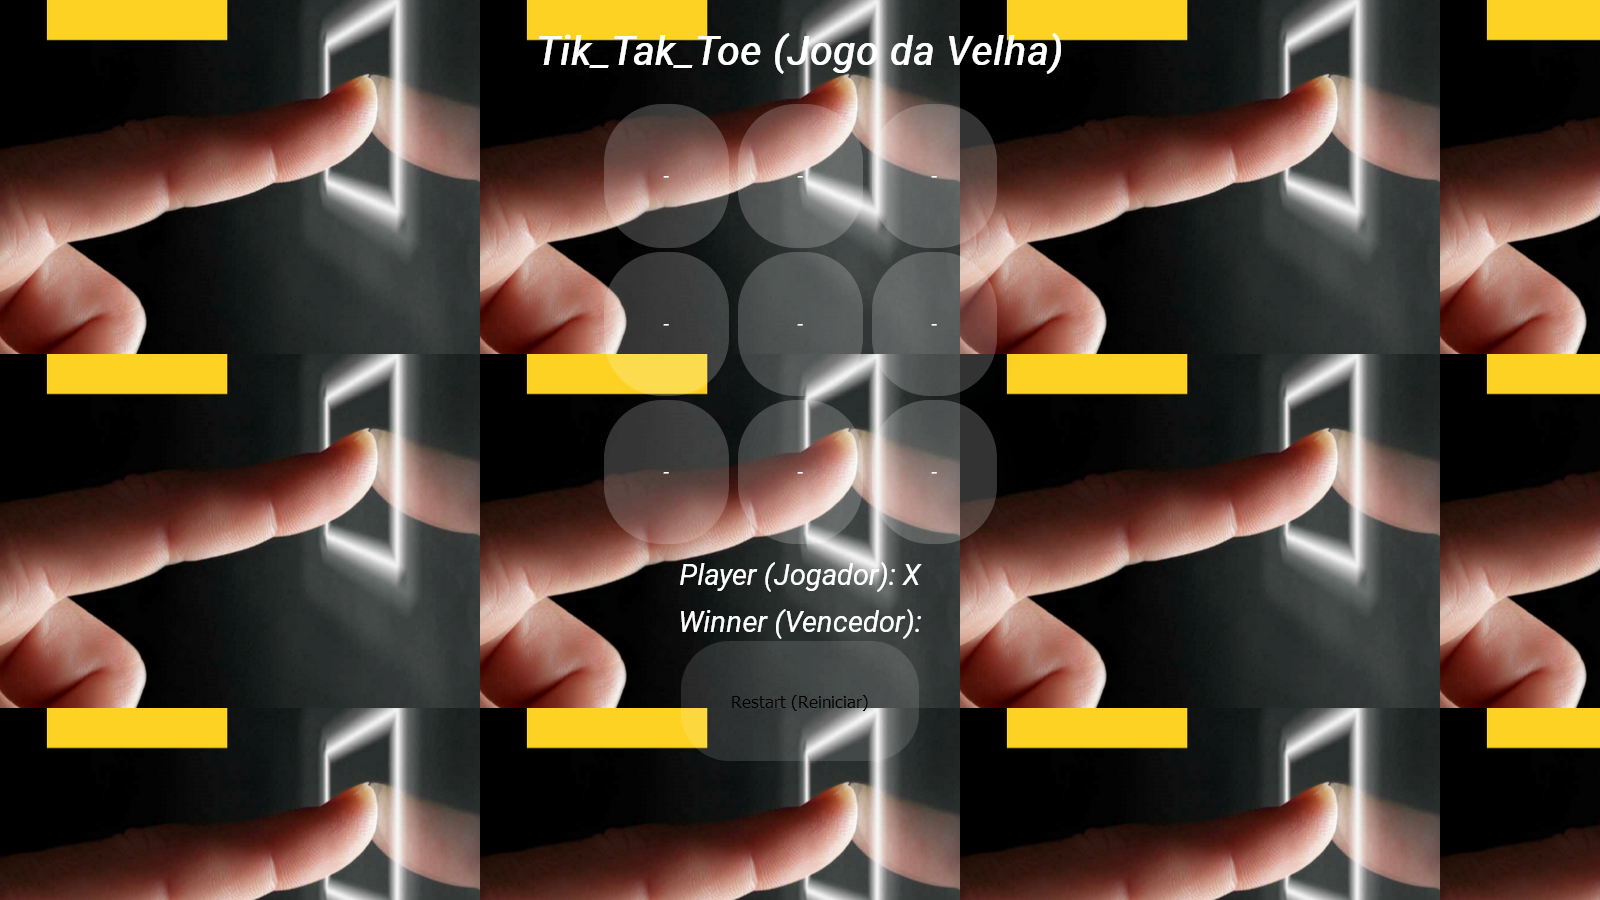 Tik_Tak_Toe (Jogo da Velha)
- - -
- - -
- - -
Player (Jogador): X
Winner (Vencedor):
Restart (Reiniciar)